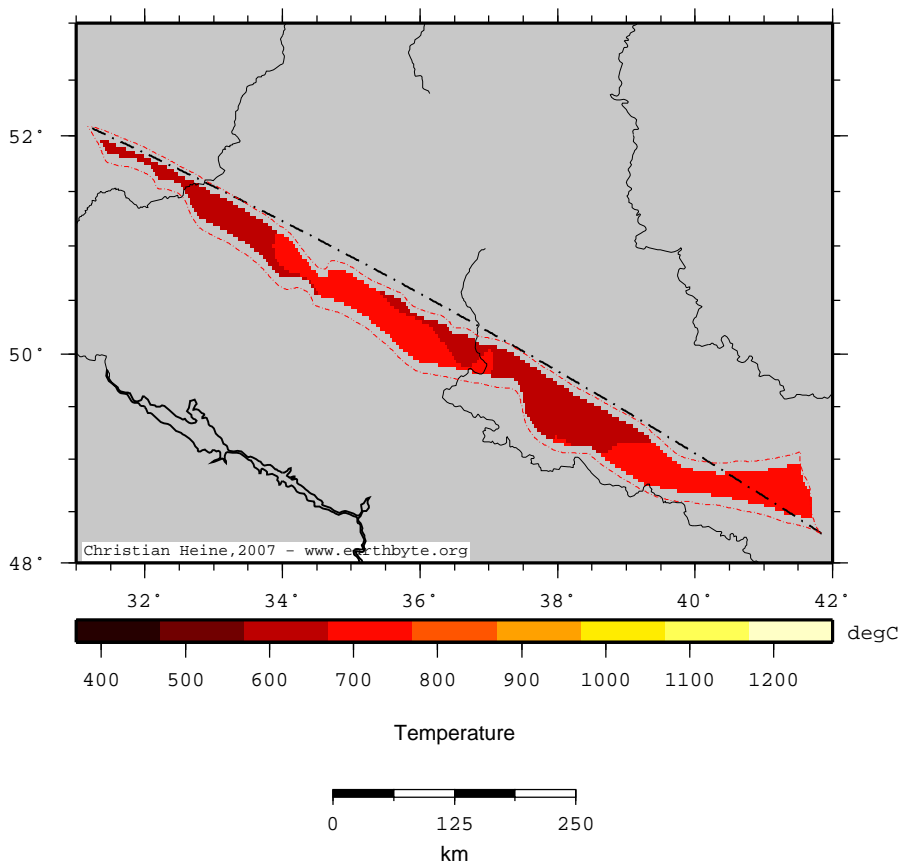 52°
50°
48°
Christian Heine,2007 - www.earthbyte.org
32° 34° 36° 38° 40° 42°
degC
400 500 600 700 800 900 1000 1100 1200
Temperature
0 125 250
km